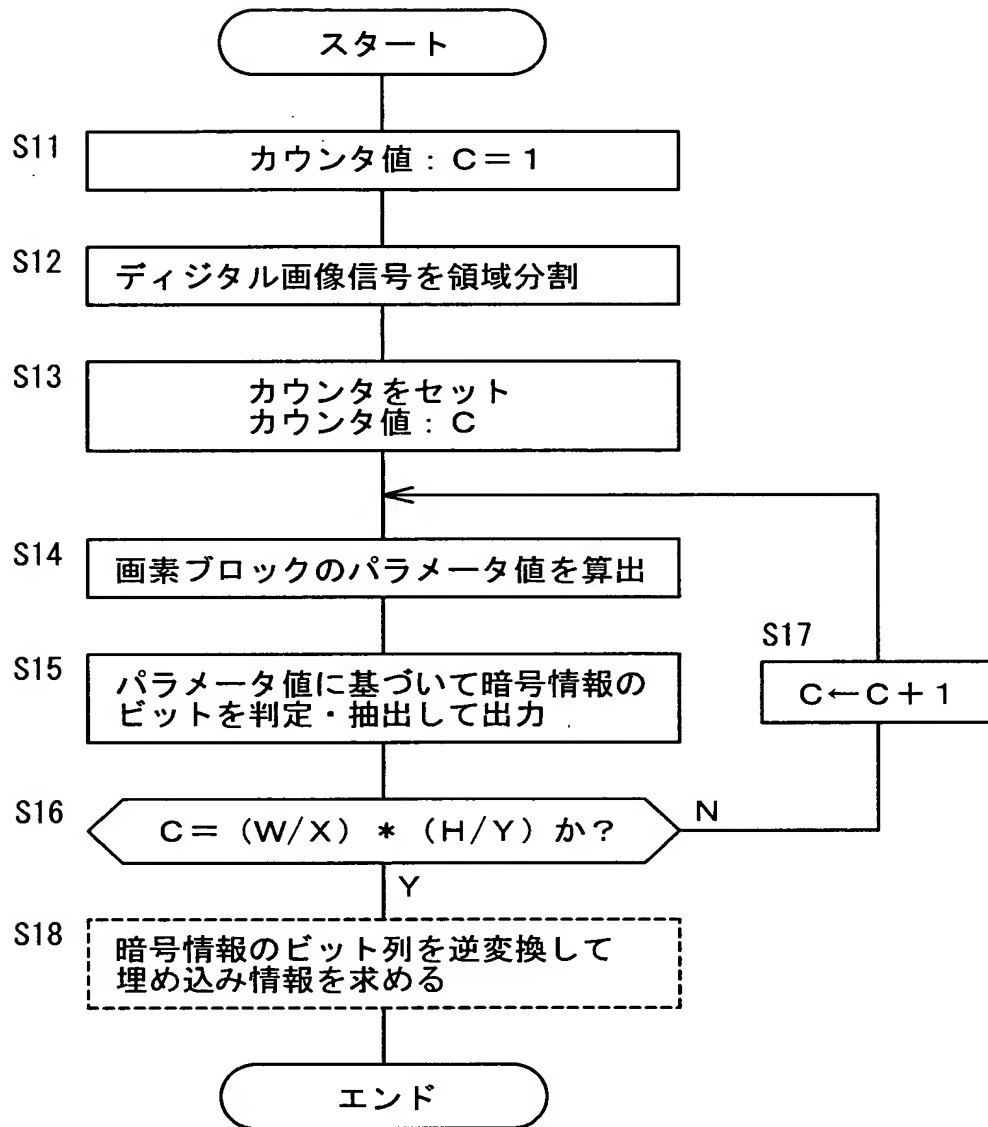 スタート
S11
カウンタ値：C＝1
S12
ディジタル画像信号を領域分割
S13
カウンタをセット
カウンタ値：C
S14
画素ブロックのパラメータ値を算出
S15
パラメータ値に基づいて暗号情報の
ビットを判定・抽出して出力
S17
C←C＋1
S16
C＝（W/X）＊（H/Y）か？
N
Y
S18
暗号情報のビット列を逆変換して
埋め込み情報を求める
エンド